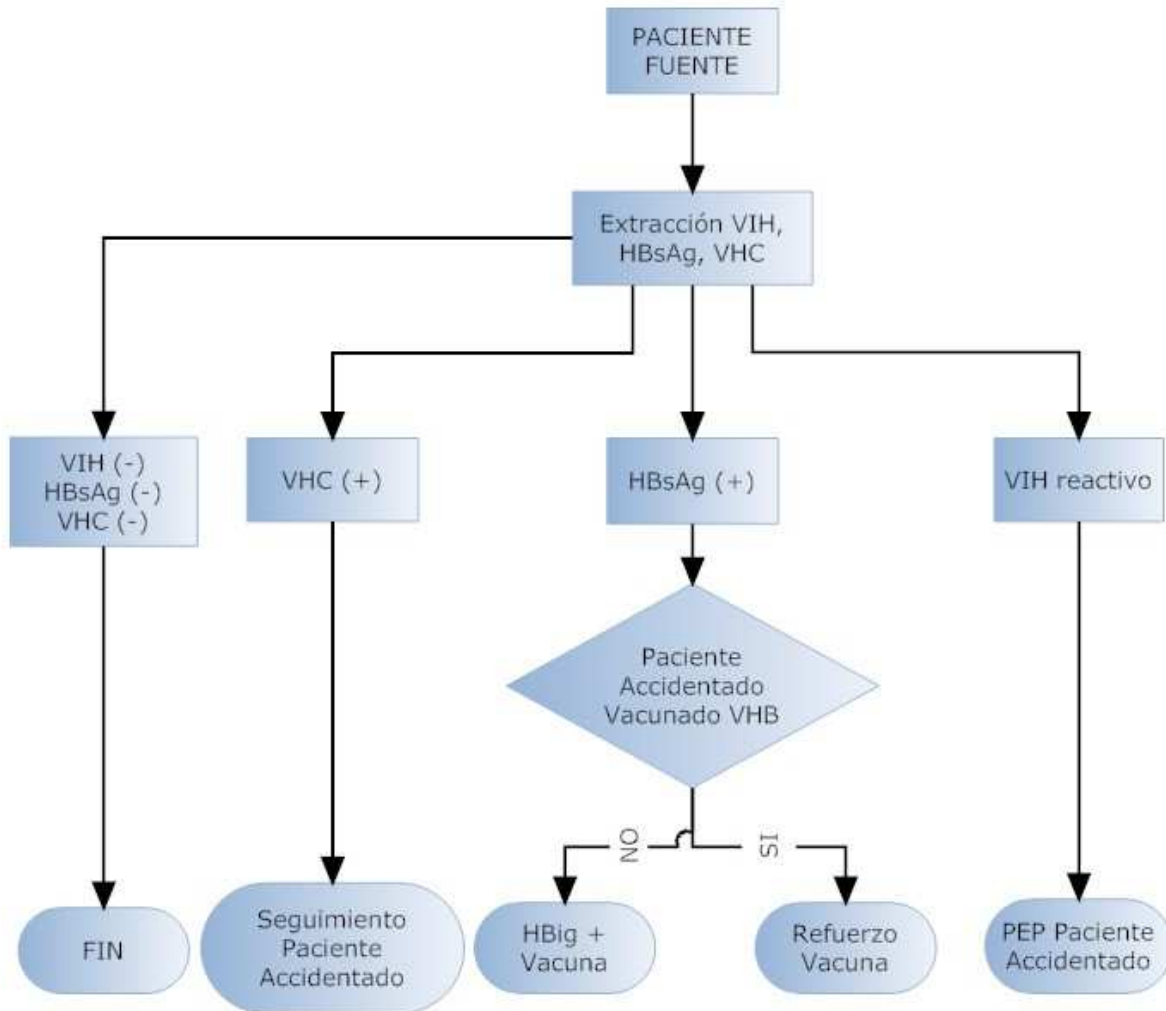 PACIENTE
FUENTE
Extracción VIH,
HBsAg, VHC
VIH (-)
HBsAg (-)
VHC (-)
VHC (+)
HBsAg (+)
VIH reactivo
Paciente
Accidentado
Vacunado VHB
NO
SI
FIN
Seguimiento
Paciente
Accidentado
HBig +
Vacuna
Refuerzo
Vacuna
PEP Paciente
Accidentado